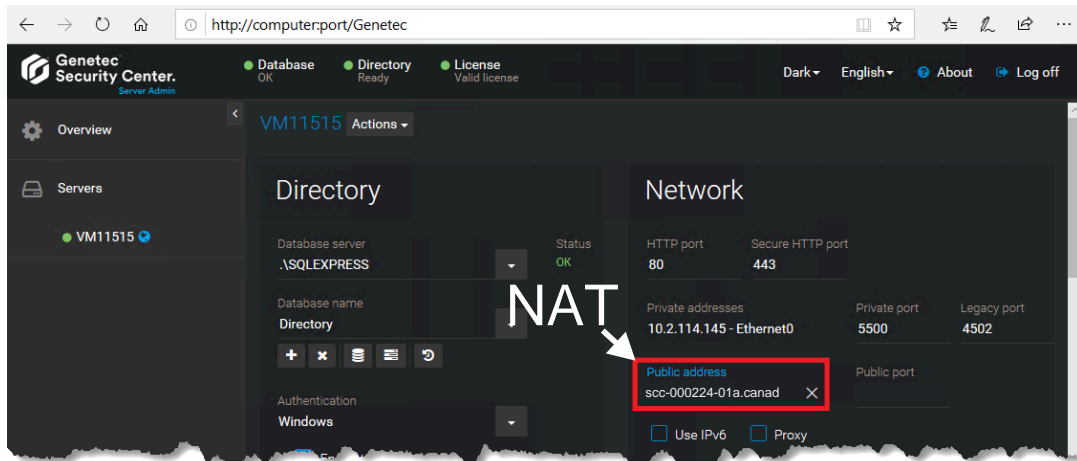 http://computer:port/Genetec
Genetec
Security Center.
Server Admin
Database
OK
Directory
Ready
License
Valid license
Dark
English
About
Log off
Overview
Servers
VM11515
VM11515 Actions
Directory
Database server
.\SQLEXPRESS
Status
OK
Database name
Directory
Authentication
Windows
Network
HTTP port Secure HTTP port
80 443
Private addresses Private port Legacy port
10.2.114.145 - Ethernet0 5500 4502
NAT
Public address Public port
scc-000224-01a.canad
Use IPv6 Proxy